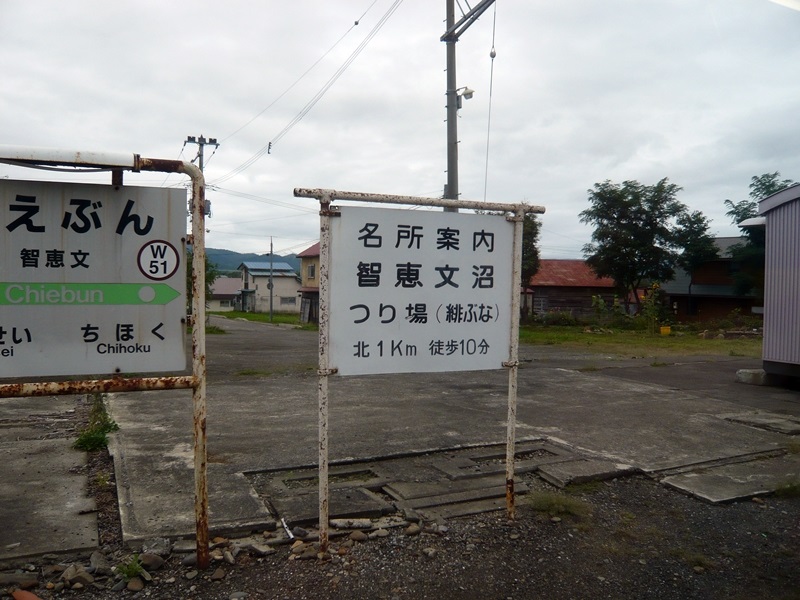 えぶん
智恵文
W
51
Chiebun
せい ちほく
ei Chihoku
名所案内
智恵文沼
つり場(緋ぶな)
北1Km 徒歩10分